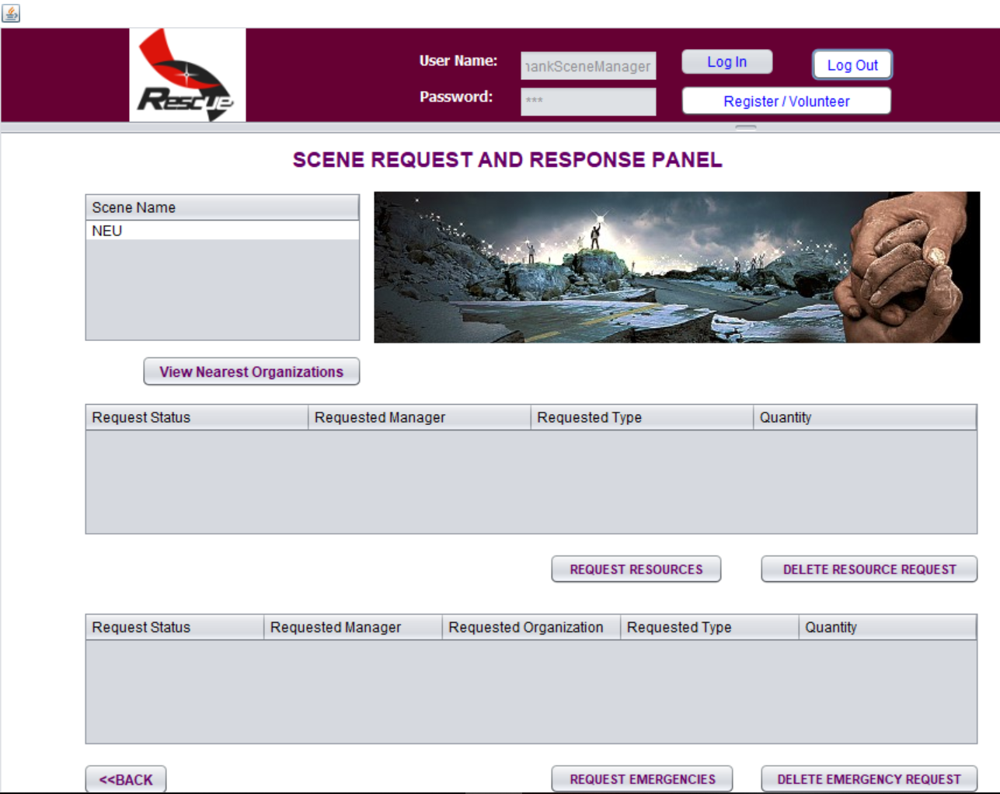 Rescue
User Name:
Log In
Log Out
Password:
***
Register / Volunteer
SCENE REQUEST AND RESPONSE PANEL
Scene Name
NEU
View Nearest Organizations
Request Status Requested Manager Requested Type Quantity
REQUEST RESOURCES DELETE RESOURCE REQUEST
Request Status Requested Manager Requested Organization Requested Type Quantity
<<BACK REQUEST EMERGENCIES DELETE EMERGENCY REQUEST